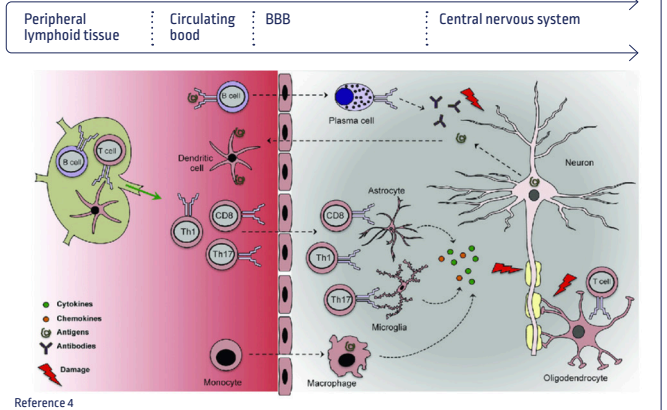 Peripheral
lymphoid tissue
Circulating
bood
BBB
Central nervous system
B cell
Plasma cell
B cell
T cell
Dendritic
cell
Neuron
Astrocyte
CD8
Th1
Th17
CD8
Th1
Th17
T cell
Cytokines
Chemokines
Antigens
Antibodies
Damage
Microglia
Monocyte
Macrophage
Oligodendrocyte
Reference 4